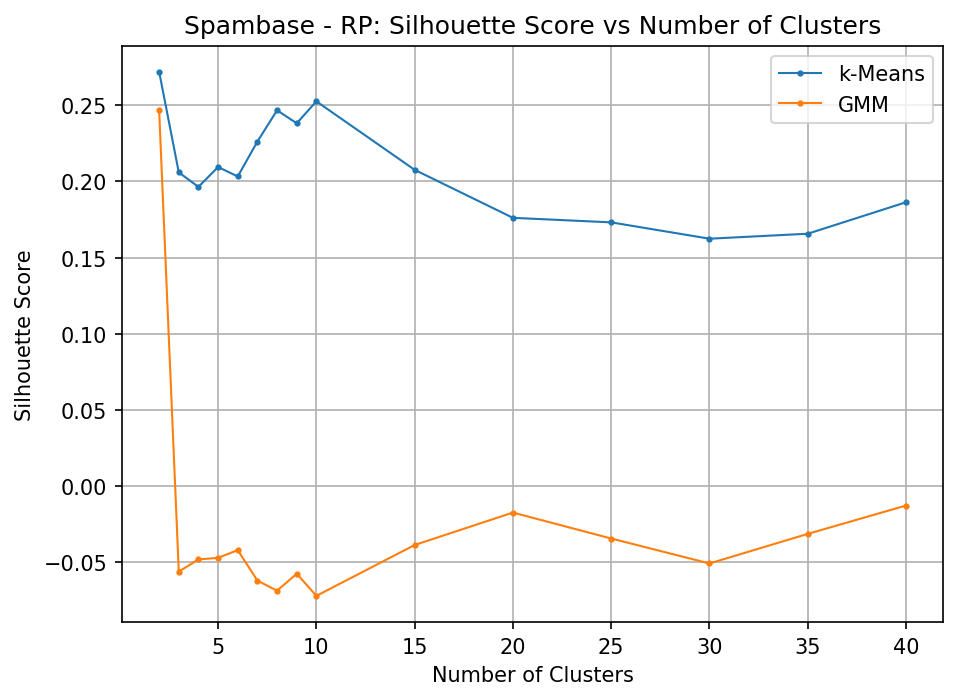 Spambase - RP: Silhouette Score vs Number of Clusters
k-Means
GMM
Silhouette Score
0.25
0.20
0.15
0.10
0.05
0.00
−0.05
5 10 15 20 25 30 35 40
Number of Clusters